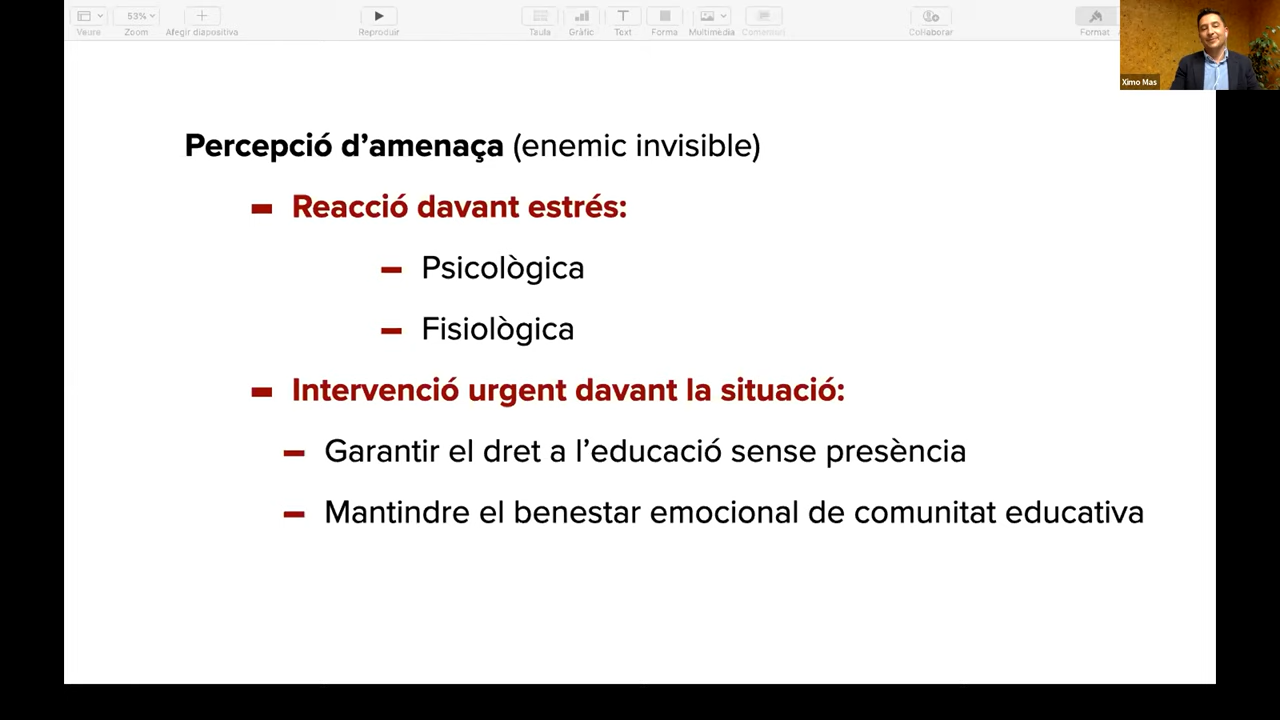 53%
Veure Zoom Afegir diapositiva Reproduir Taula Gràfic Text Forma Multimèdia Comentari Col·laborar Format
Ximo Mas
Percepció d’amenaça (enemic invisible)
Reacció davant estrés:
Psicològica
Fisiològica
Intervenció urgent davant la situació:
Garantir el dret a l’educació sense presència
Mantindre el benestar emocional de comunitat educativa